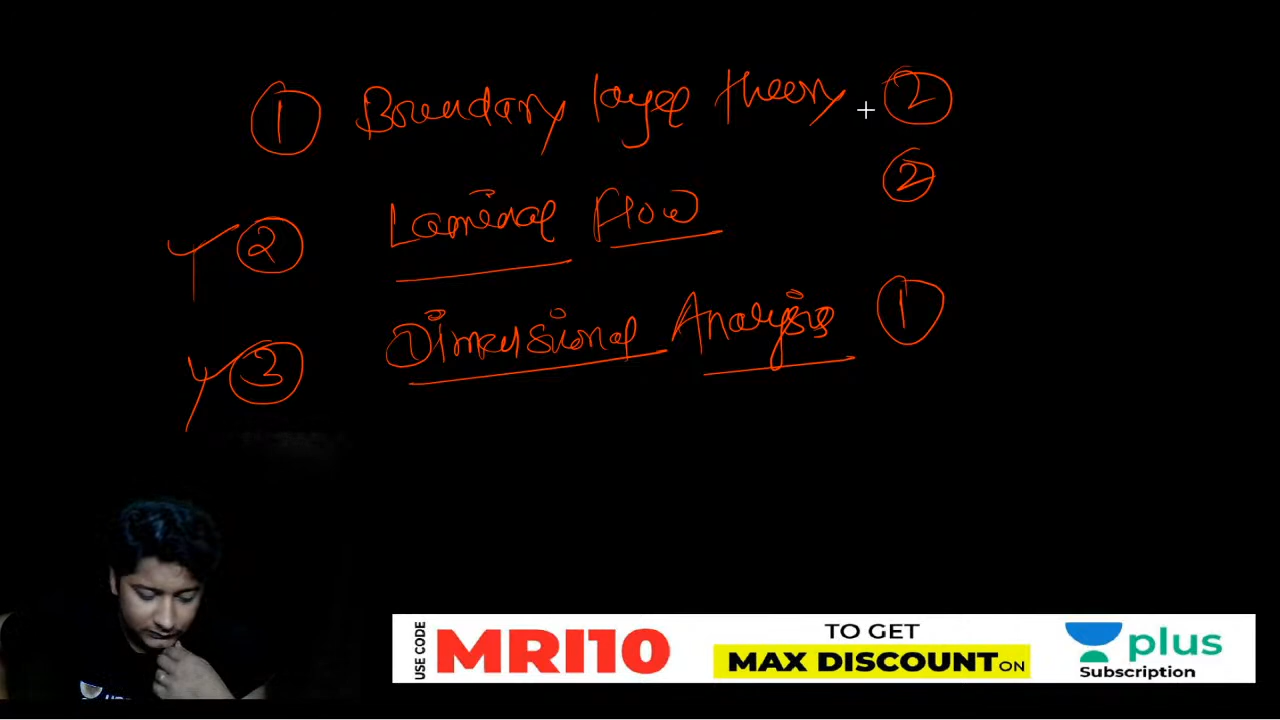 ① Boundary layer theory ②
②
② Laminar flow
③ Dimensional Analysis ①
USE CODE MRI10 TO GET MAX DISCOUNT ON plus Subscription